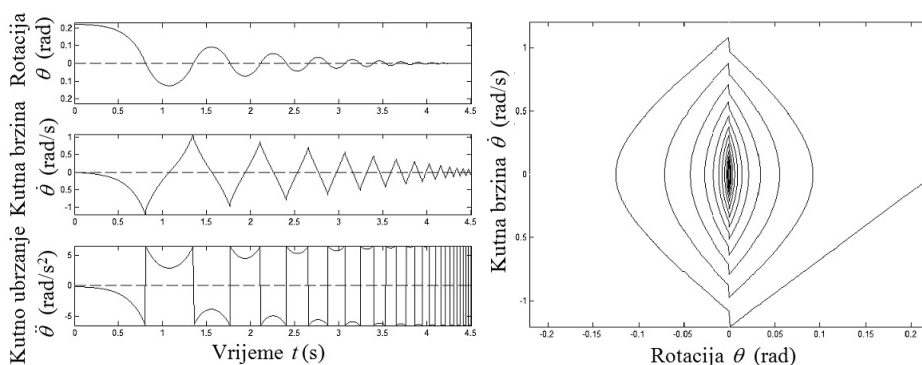 Rotacija
θ (rad)
0.2
0.1
0
0.1
0.2
0 0.5 1 1.5 2 2.5 3 3.5 4 4.5
Kutna brzina
θ̇ (rad/s)
1
0.5
0
-0.5
-1
0 0.5 1 1.5 2 2.5 3 3.5 4 4.5
Kutno ubrzanje
θ̈ (rad/s²)
5
0
-5
0 0.5 1 1.5 2 2.5 3 3.5 4 4.5
Vrijeme t (s)
Kutna brzina θ̇ (rad/s)
1
0.5
0
0.5
-1
-0.2 -0.15 -0.1 -0.05 0 0.05 0.1 0.15 0.2
Rotacija θ (rad)